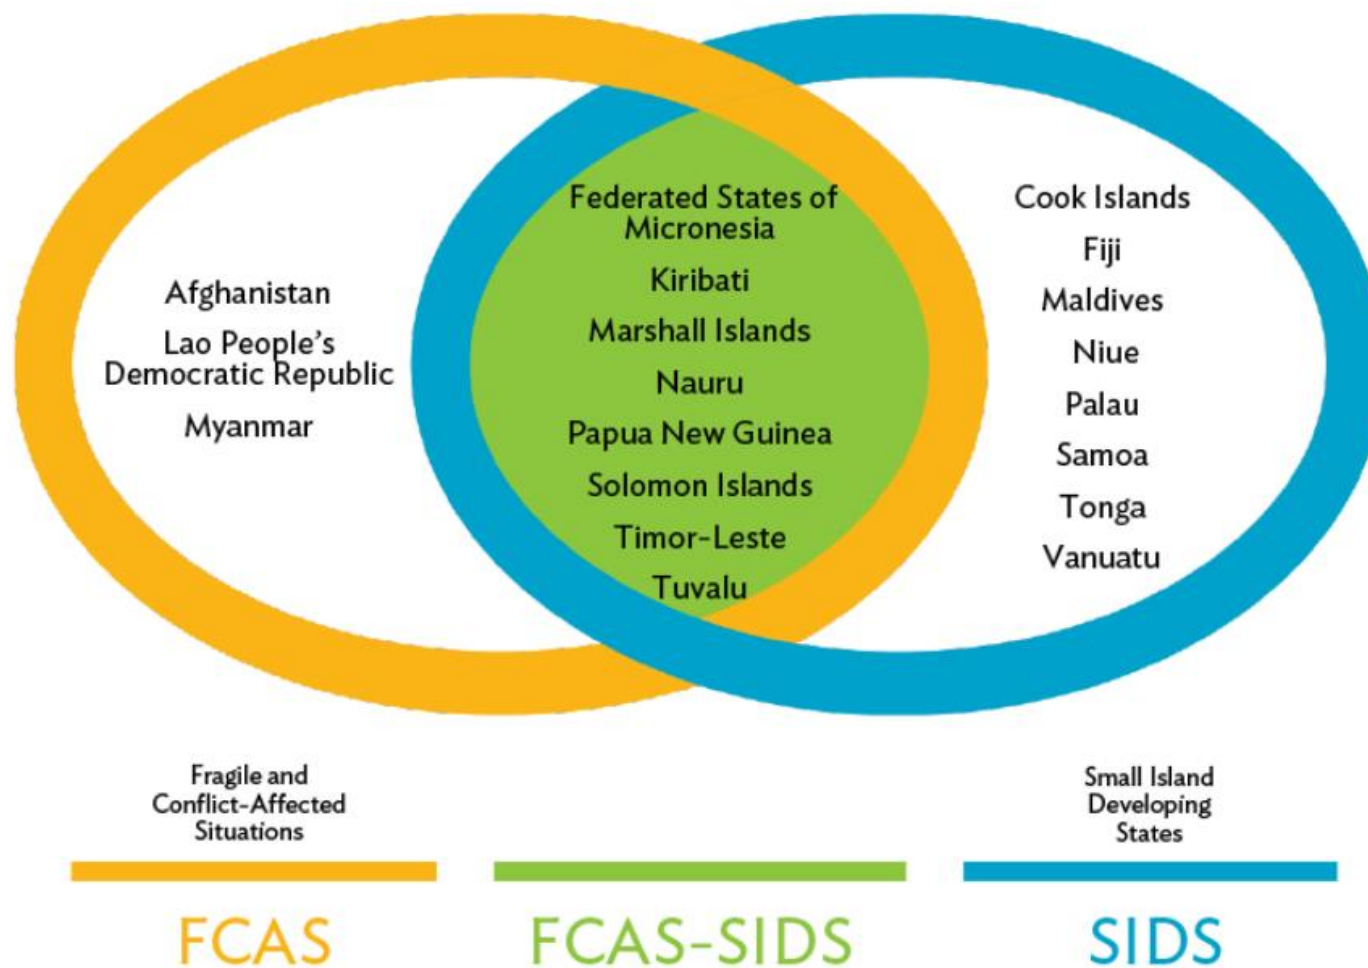 Afghanistan
Lao People's
Democratic Republic
Myanmar
Federated States of
Micronesia
Kiribati
Marshall Islands
Nauru
Papua New Guinea
Solomon Islands
Timor-Leste
Tuvalu
Cook Islands
Fiji
Maldives
Niue
Palau
Samoa
Tonga
Vanuatu
Fragile and
Conflict-Affected
Situations
FCAS
FCAS-SIDS
Small Island
Developing
States
SIDS